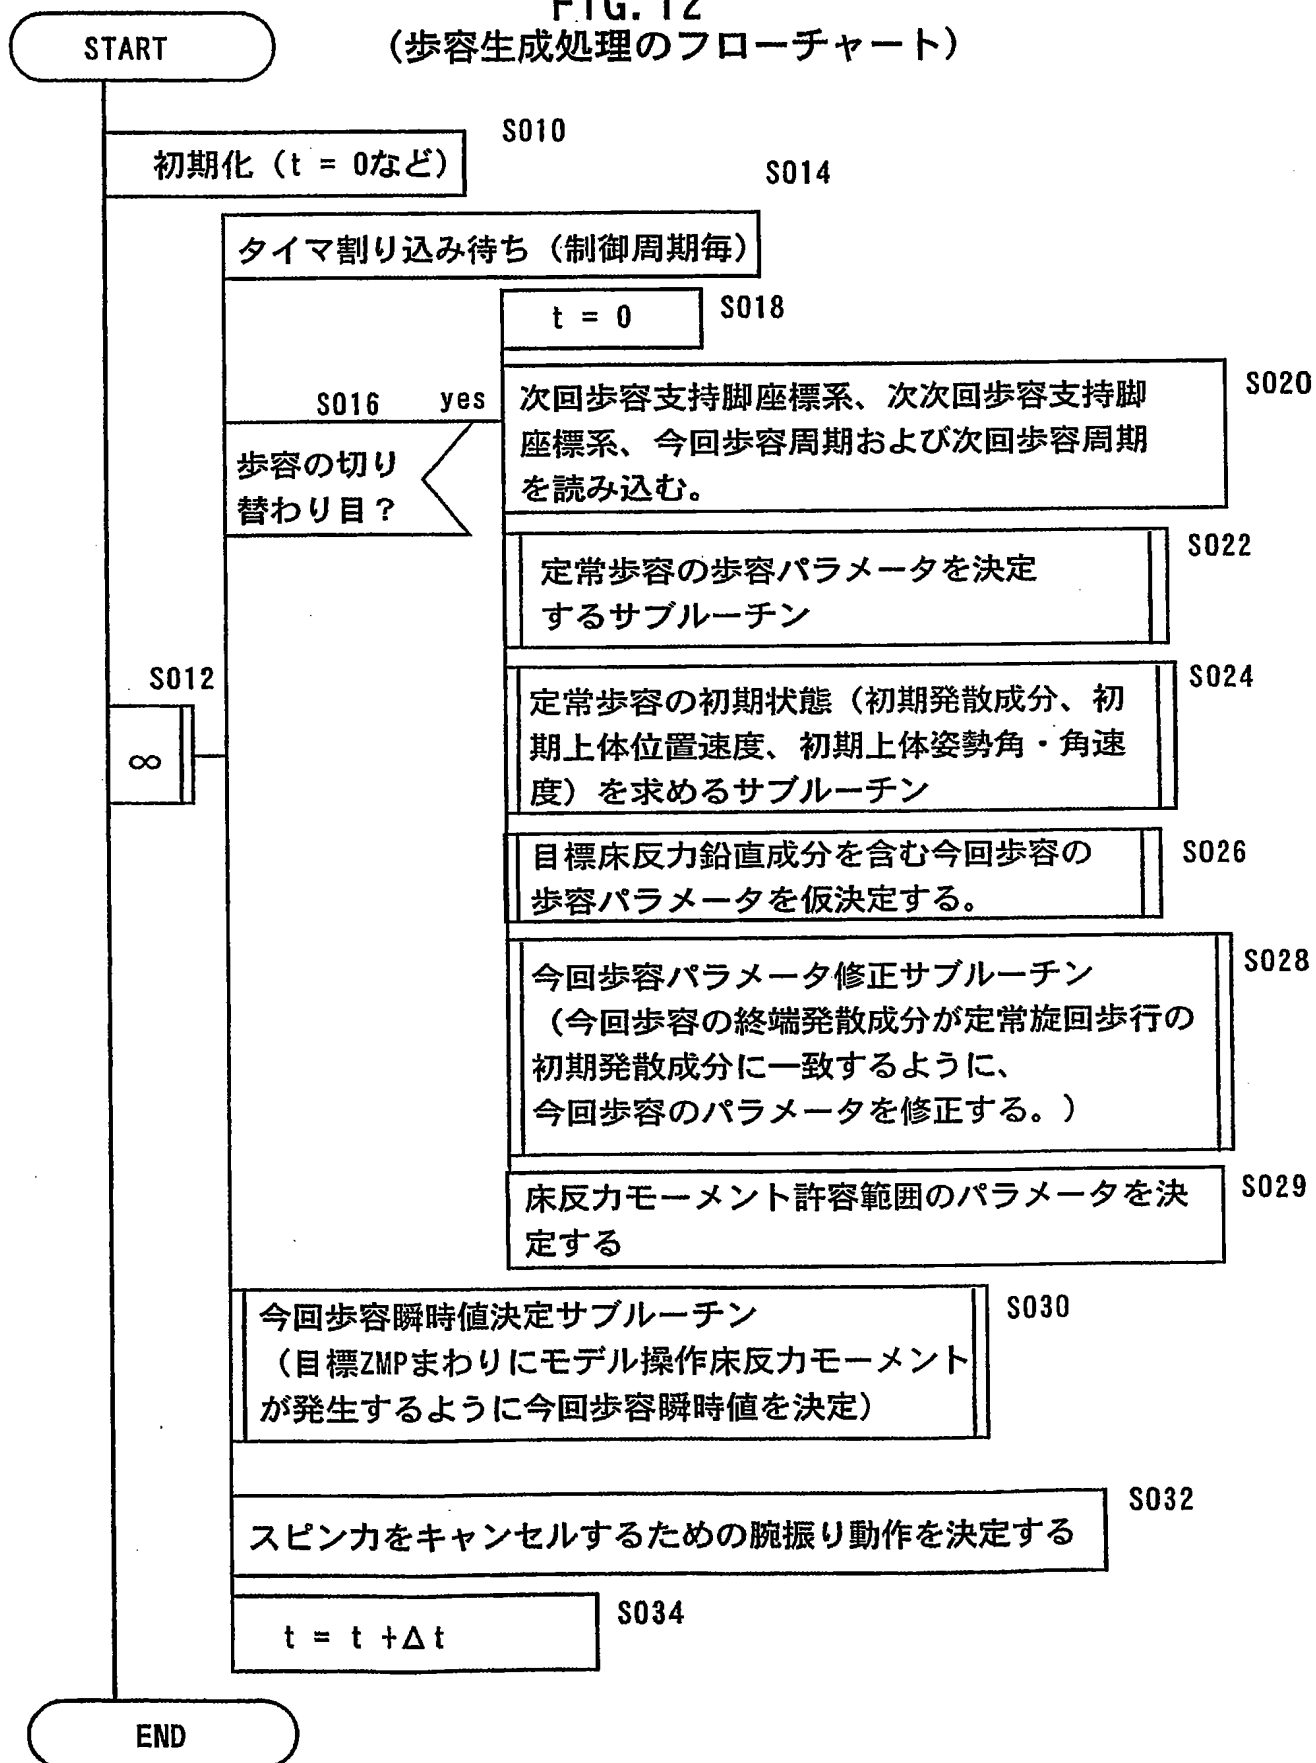 FIG. 12
(歩容生成処理のフローチャート)
START
S010
初期化(t = 0など)
S014
タイマ割り込み待ち(制御周期毎)
t = 0
S018
S016
yes
歩容の切り
替わり目?
次回歩容支持脚座標系、次次回歩容支持脚
座標系、今回歩容周期および次回歩容周期
を読み込む。
S020
定常歩容の歩容パラメータを決定
するサブルーチン
S022
S012
∞
定常歩容の初期状態(初期発散成分、初
期上体位置速度、初期上体姿勢角・角速
度)を求めるサブルーチン
S024
目標床反力鉛直成分を含む今回歩容の
歩容パラメータを仮決定する。
S026
今回歩容パラメータ修正サブルーチン
(今回歩容の終端発散成分が定常旋回歩行の
初期発散成分に一致するように、
今回歩容のパラメータを修正する。)
S028
床反力モーメント許容範囲のパラメータを決
定する
S029
今回歩容瞬時値決定サブルーチン
(目標ZMPまわりにモデル操作床反力モーメント
が発生するように今回歩容瞬時値を決定)
S030
スピン力をキャンセルするための腕振り動作を決定する
S032
t = t +Δt
S034
END